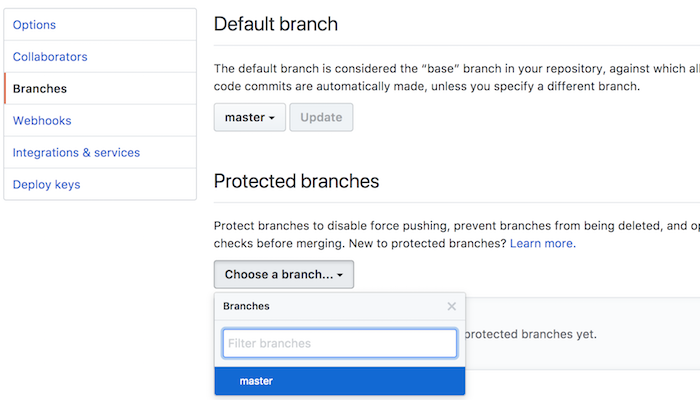 Options
Collaborators
Branches
Webhooks
Integrations & services
Deploy keys
Default branch
The default branch is considered the “base” branch in your repository, against which all
code commits are automatically made, unless you specify a different branch.
master
Update
Protected branches
Protect branches to disable force pushing, prevent branches from being deleted, and
checks before merging. New to protected branches? Learn more.
Choose a branch...
Branches
Filter branches
protected branches yet.
master